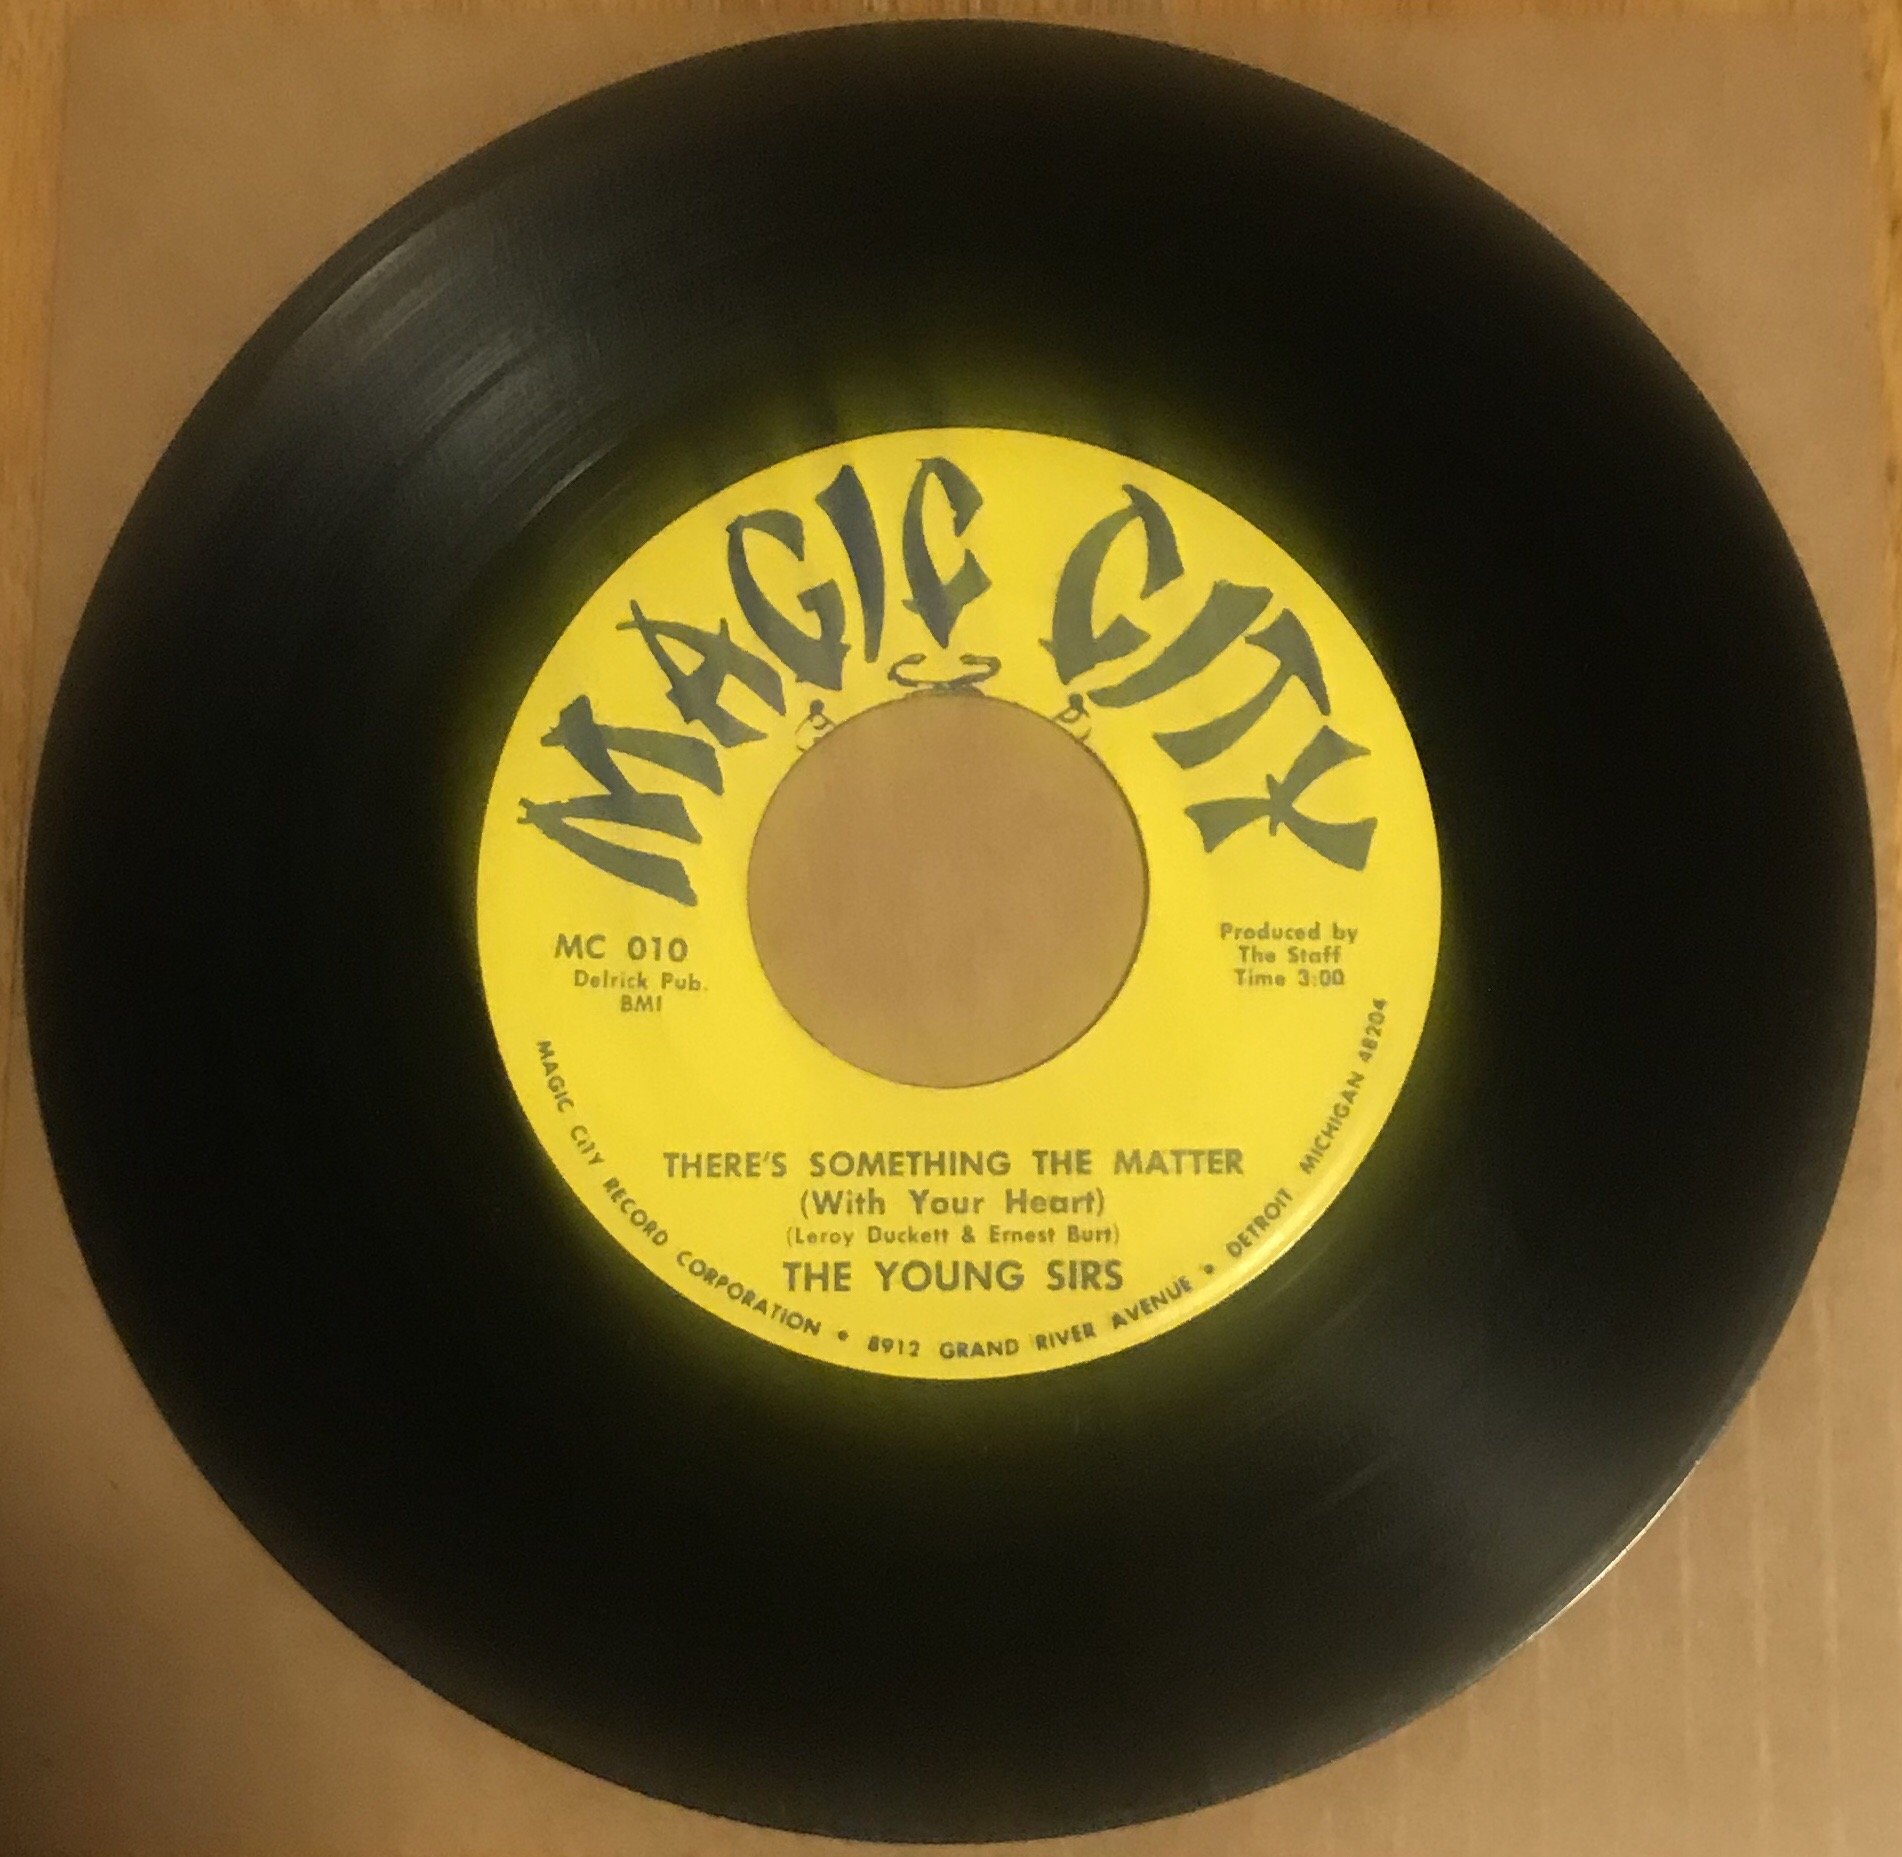 MAGIC CITY
MC 010
Delrick Pub.
BMI
Produced by
The Staff
Time 3:00
THERE'S SOMETHING THE MATTER
(With Your Heart)
(Leroy Duckett & Ernest Burt)
THE YOUNG SIRS
MAGIC CITY RECORD CORPORATION • 8912 GRAND RIVER AVENUE • DETROIT MICHIGAN 48204